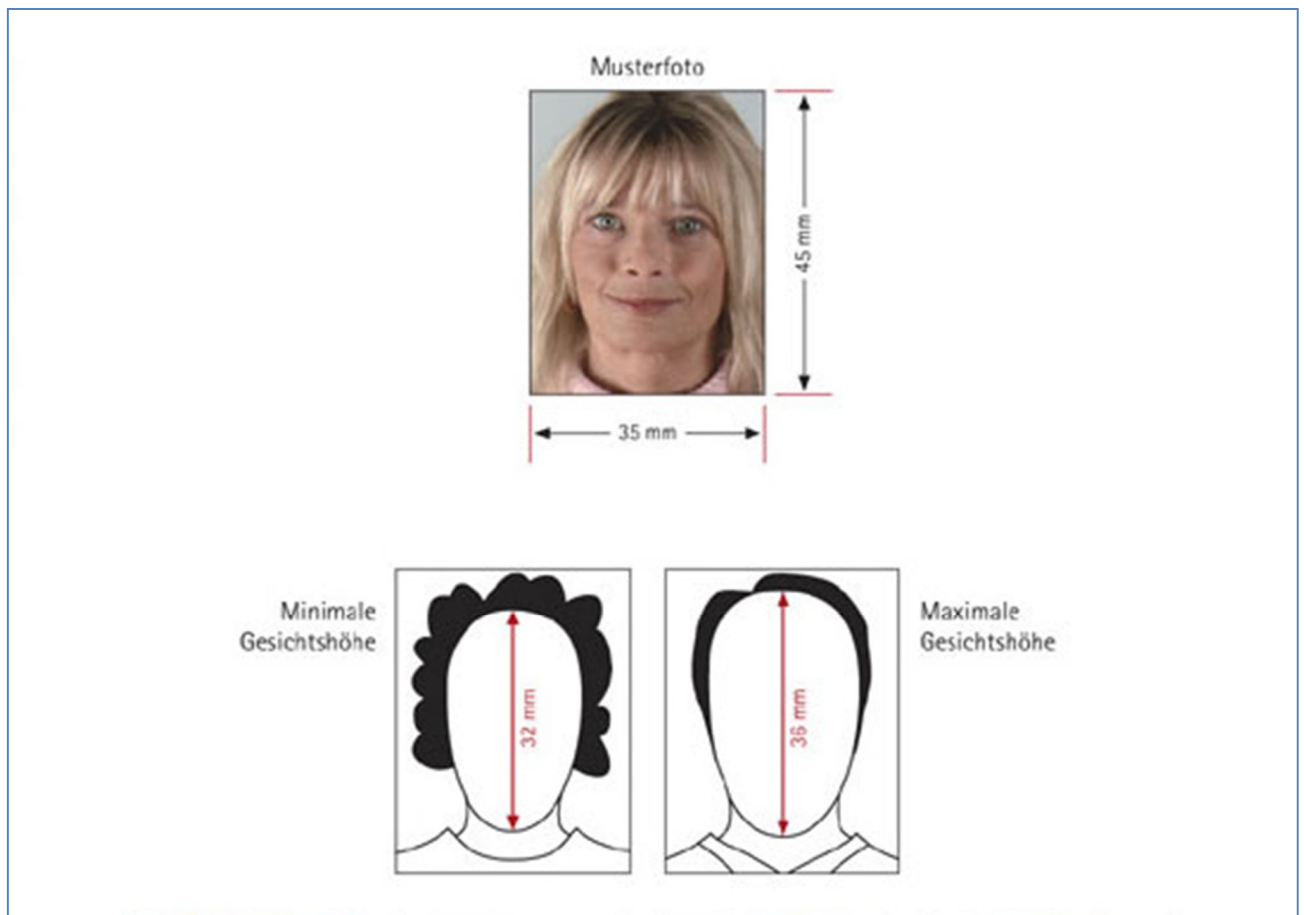 Musterfoto
45 mm
35 mm
Minimale
Gesichtshöhe
32 mm
36 mm
Maximale
Gesichtshöhe